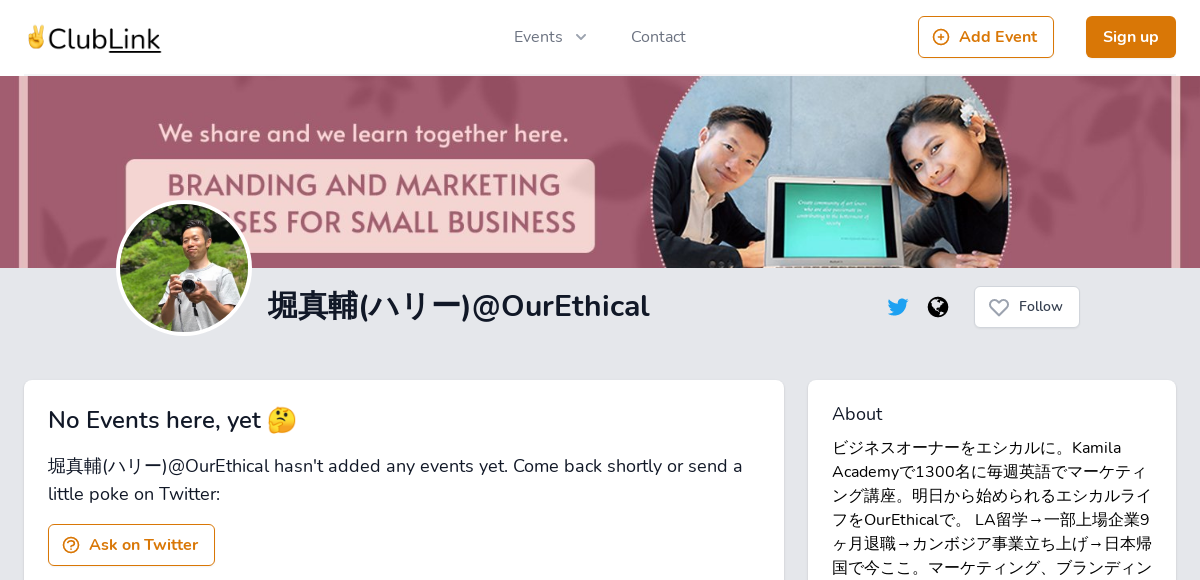 ✌️ClubLink
Events
Contact
Add Event
Sign up
We share and we learn together here.
BRANDING AND MARKETING
SES FOR SMALL BUSINESS
堀真輔(ハリー)@OurEthical
Follow
No Events here, yet 🤔
堀真輔(ハリー)@OurEthical hasn't added any events yet. Come back shortly or send a
little poke on Twitter:
Ask on Twitter
About
ビジネスオーナーをエシカルに。Kamila
Academyで1300名に毎週英語でマーケティ
ング講座。明日から始められるエシカルライ
フをOurEthicalで。 LA留学→一部上場企業9
ヶ月退職→カンボジア事業立ち上げ→日本帰
国で今ここ。マーケティング、ブランディン